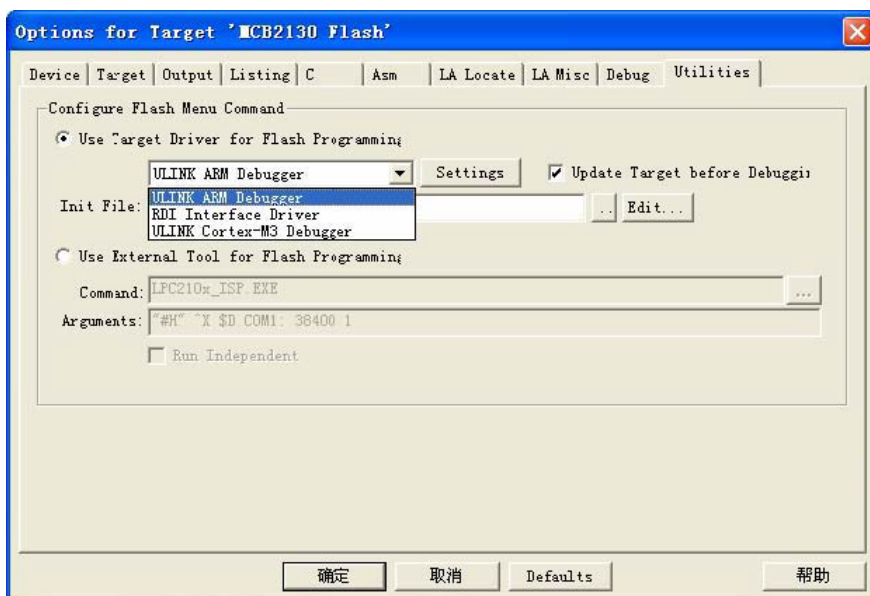 Options for Target 'MCB2130 Flash'
Device Target Output Listing C Asm LA Locate LA Misc Debug Utilities
Configure Flash Menu Command
Use Target Driver for Flash Programming
ULINK ARM Debugger Settings Update Target before Debuggin
ULINK ARM Debugger
Init File: .. Edit...
RDI Interface Driver
ULINK Cortex-M3 Debugger
Use External Tool for Flash Programming
Command: LPC210x_ISP.EXE ...
Arguments: "#H" ^X $D COM1: 38400 1
Run Independent
确定 取消 Defaults 帮助